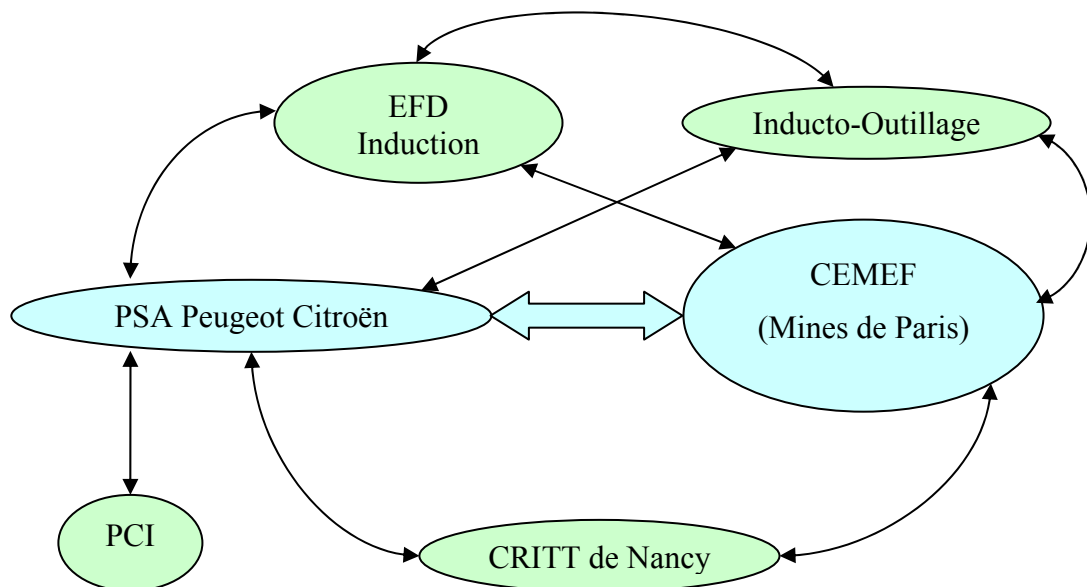 EFD
Induction
Inducto-Outillage
CEMEF
(Mines de Paris)
PSA Peugeot Citroën
PCI
CRITT de Nancy